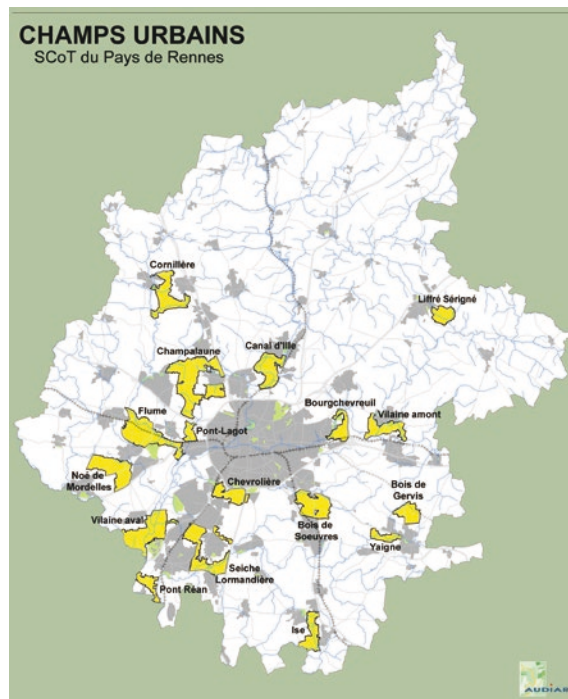 CHAMPS URBAINS
SCoT du Pays de Rennes
Cornillère
Liffré Sérigné
Canal d'Ille
Champalaune
Bourgchevreuil
Vilaine amont
Flume
Pont-Lagot
Noë de
Mordelles
Chevrolière
Bois de
Gervis
Vilaine aval
Bois de
Soeuvres
Yaigne
Seiche
Lormandière
Pont Réan
Ise
AUDIAR